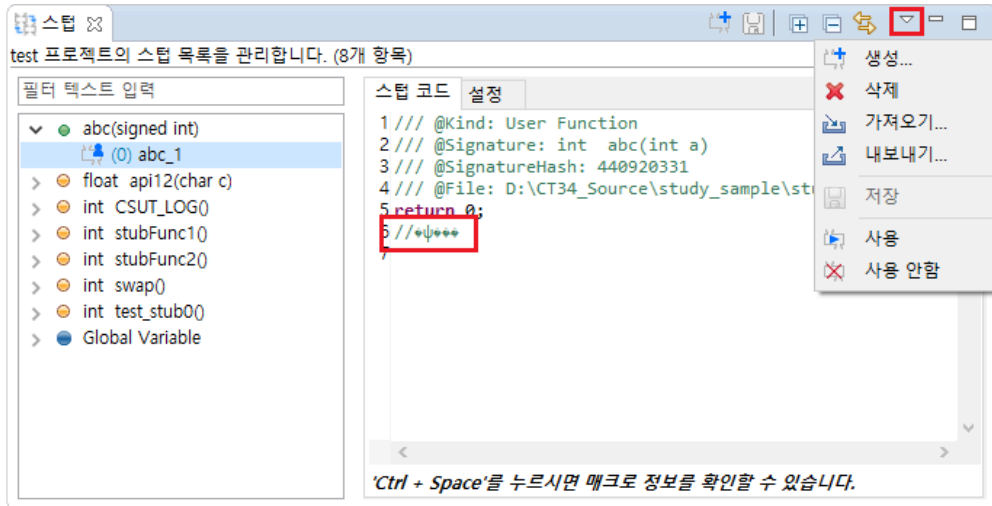 스텁
test 프로젝트의 스텁 목록을 관리합니다. (8개 항목)
필터 텍스트 입력
abc(signed int)
(0) abc_1
float api12(char c)
int CSUT_LOG()
int stubFunc1()
int stubFunc2()
int swap()
int test_stub0()
Global Variable
스텁 코드
설정
1 /// @Kind: User Function
2 /// @Signature: int  abc(int a)
3 /// @SignatureHash: 440920331
4 /// @File: D:\CT34_Source\study_sample\stu
5 return 0;
6 //�ψ���
7
'Ctrl + Space'를 누르시면 매크로 정보를 확인할 수 있습니다.
생성...
삭제
가져오기...
내보내기...
저장
사용
사용 안함